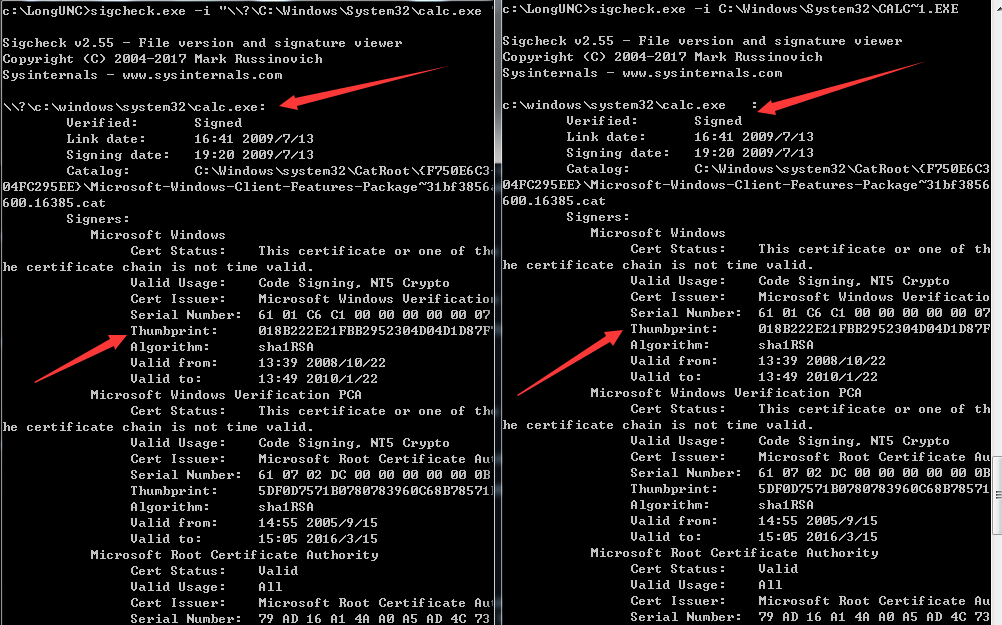 c:\LongUNC>sigcheck.exe -i "\\?\C:\Windows\System32\calc.exe "
Sigcheck v2.55 - File version and signature viewer
Copyright (C) 2004-2017 Mark Russinovich
Sysinternals - www.sysinternals.com
\\?\c:\windows\system32\calc.exe:
Verified: Signed
Link date: 16:41 2009/7/13
Signing date: 19:20 2009/7/13
Catalog: C:\Windows\system32\CatRoot\{F750E6C3-
04FC295EE}\Microsoft-Windows-Client-Features-Package~31bf3856a
600.16385.cat
Signers:
Microsoft Windows
Cert Status: This certificate or one of the
he certificate chain is not time valid.
Valid Usage: Code Signing, NT5 Crypto
Cert Issuer: Microsoft Windows Verification
Serial Number: 61 01 C6 C1 00 00 00 00 00 07
Thumbprint: 018B222E21FBB2952304D04D1D87F
Algorithm: sha1RSA
Valid from: 13:39 2008/10/22
Valid to: 13:49 2010/1/22
Microsoft Windows Verification PCA
Cert Status: This certificate or one of the
he certificate chain is not time valid.
Valid Usage: Code Signing, NT5 Crypto
Cert Issuer: Microsoft Root Certificate Au
Serial Number: 61 07 02 DC 00 00 00 00 00 0B
Thumbprint: 5DF0D7571B0780783960C68B78571
Algorithm: sha1RSA
Valid from: 14:55 2005/9/15
Valid to: 15:05 2016/3/15
Microsoft Root Certificate Authority
Cert Status: Valid
Valid Usage: All
Cert Issuer: Microsoft Root Certificate Au
Serial Number: 79 AD 16 A1 4A A0 A5 AD 4C 73
c:\LongUNC>sigcheck.exe -i C:\Windows\System32\CALC~1.EXE
Sigcheck v2.55 - File version and signature viewer
Copyright (C) 2004-2017 Mark Russinovich
Sysinternals - www.sysinternals.com
c:\windows\system32\calc.exe :
Verified: Signed
Link date: 16:41 2009/7/13
Signing date: 19:20 2009/7/13
Catalog: C:\Windows\system32\CatRoot\{F750E6C3-
04FC295EE}\Microsoft-Windows-Client-Features-Package~31bf3856
600.16385.cat
Signers:
Microsoft Windows
Cert Status: This certificate or one of th
he certificate chain is not time valid.
Valid Usage: Code Signing, NT5 Crypto
Cert Issuer: Microsoft Windows Verificatio
Serial Number: 61 01 C6 C1 00 00 00 00 00 07
Thumbprint: 018B222E21FBB2952304D04D1D87F
Algorithm: sha1RSA
Valid from: 13:39 2008/10/22
Valid to: 13:49 2010/1/22
Microsoft Windows Verification PCA
Cert Status: This certificate or one of th
he certificate chain is not time valid.
Valid Usage: Code Signing, NT5 Crypto
Cert Issuer: Microsoft Root Certificate Au
Serial Number: 61 07 02 DC 00 00 00 00 00 0B
Thumbprint: 5DF0D7571B0780783960C68B78571
Algorithm: sha1RSA
Valid from: 14:55 2005/9/15
Valid to: 15:05 2016/3/15
Microsoft Root Certificate Authority
Cert Status: Valid
Valid Usage: All
Cert Issuer: Microsoft Root Certificate Au
Serial Number: 79 AD 16 A1 4A A0 A5 AD 4C 73